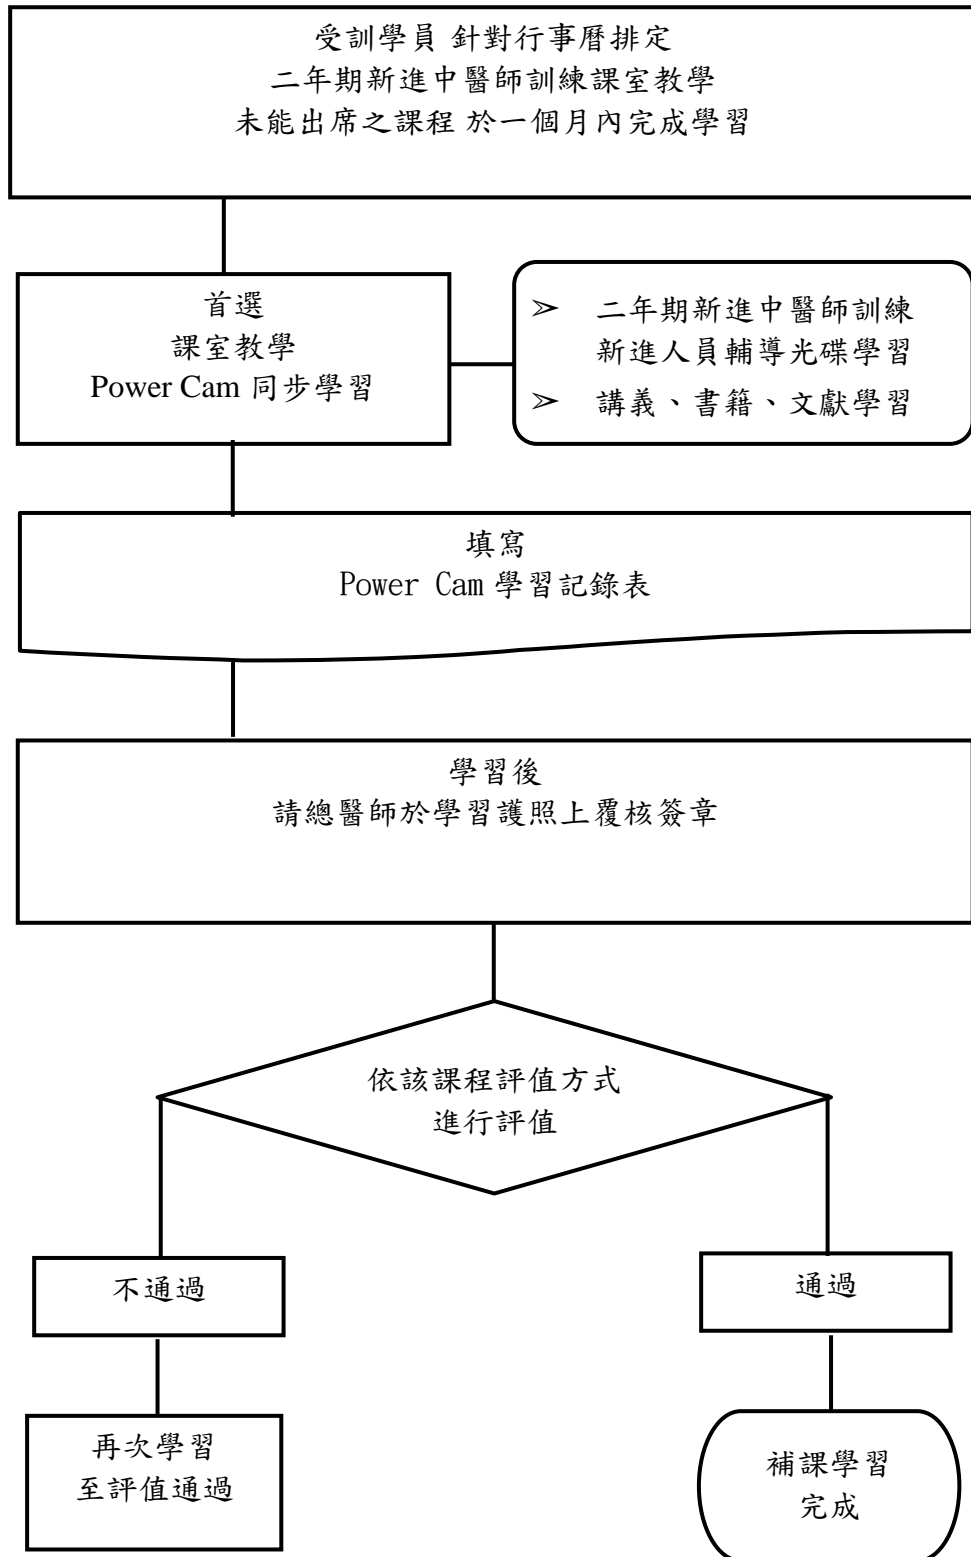 受訓學員 針對行事曆排定
二年期新進中醫師訓練課室教學
未能出席之課程 於一個月內完成學習
首選
課室教學
Power Cam 同步學習
➢ 二年期新進中醫師訓練
新進人員輔導光碟學習
➢ 講義、書籍、文獻學習
填寫
Power Cam 學習記錄表
學習後
請總醫師於學習護照上覆核簽章
依該課程評值方式
進行評值
不通過
通過
再次學習
至評值通過
補課學習
完成